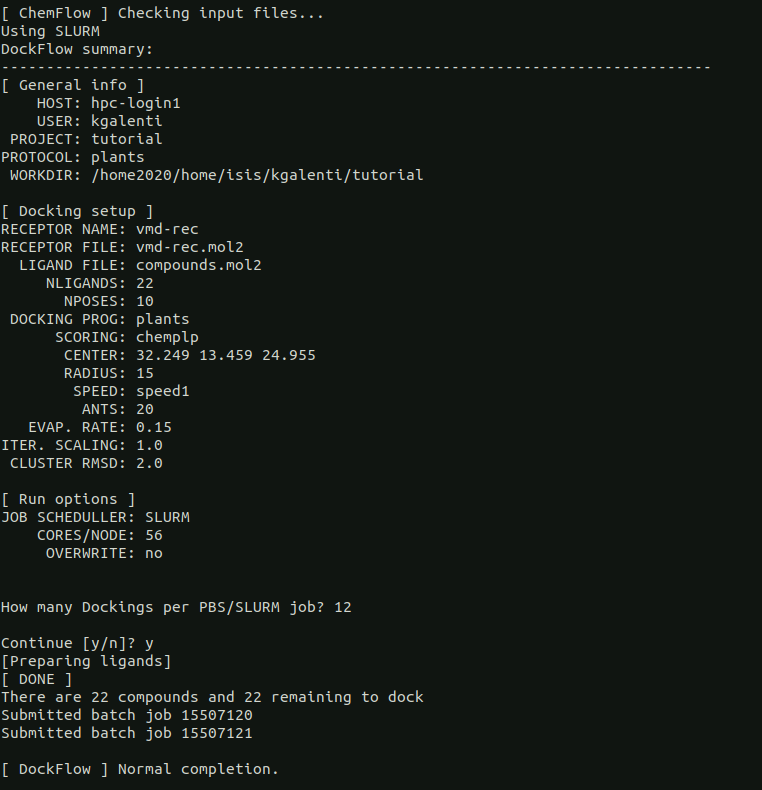 [ ChemFlow ] Checking input files...
Using SLURM
DockFlow summary:
-------------------------------------------------------------------------------
[ General info ]
    HOST: hpc-login1
    USER: kgalenti
 PROJECT: tutorial
PROTOCOL: plants
 WORKDIR: /home2020/home/isis/kgalenti/tutorial

[ Docking setup ]
RECEPTOR NAME: vmd-rec
RECEPTOR FILE: vmd-rec.mol2
  LIGAND FILE: compounds.mol2
     NLIGANDS: 22
       NPOSES: 10
 DOCKING PROG: plants
      SCORING: chemplp
       CENTER: 32.249 13.459 24.955
       RADIUS: 15
        SPEED: speed1
         ANTS: 20
   EVAP. RATE: 0.15
ITER. SCALING: 1.0
 CLUSTER RMSD: 2.0

[ Run options ]
JOB SCHEDULLER: SLURM
    CORES/NODE: 56
     OVERWRITE: no


How many Dockings per PBS/SLURM job? 12

Continue [y/n]? y
[Preparing ligands]
[ DONE ]
There are 22 compounds and 22 remaining to dock
Submitted batch job 15507120
Submitted batch job 15507121

[ DockFlow ] Normal completion.